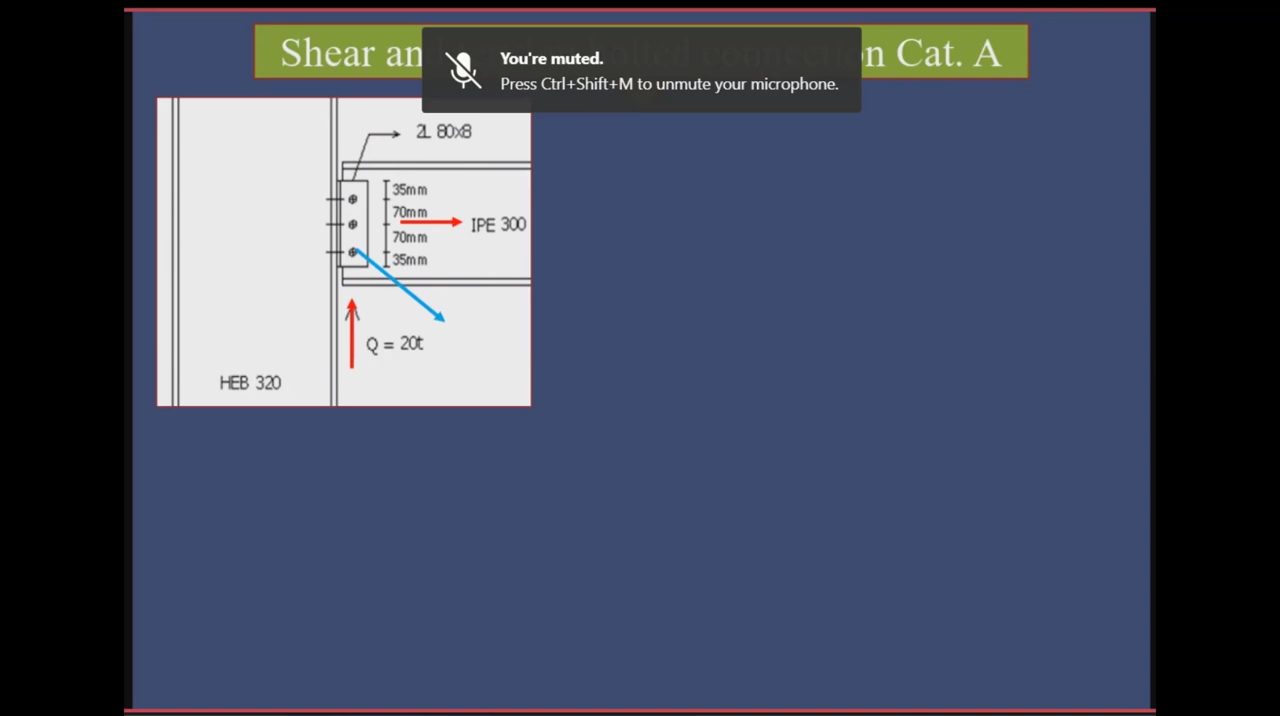 Shear an
n Cat. A
You're muted.
Press Ctrl+Shift+M to unmute your microphone.
2L 80x8
35mm
70mm
IPE 300
70mm
35mm
Q = 20t
HEB 320